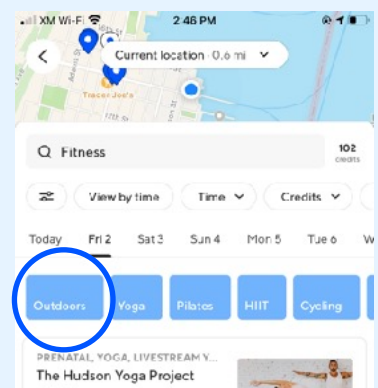 XM Wi-Fi 2:46 PM
Current location · 0.6 mi
Trader Joe's
Fitness 102
credits
View by time Time Credits
Today Fri 2 Sat 3 Sun 4 Mon 5 Tue 6 W
Outdoors Yoga Pilates HIIT Cycling
PRENATAL, YOGA, LIVESTREAM Y...
The Hudson Yoga Project